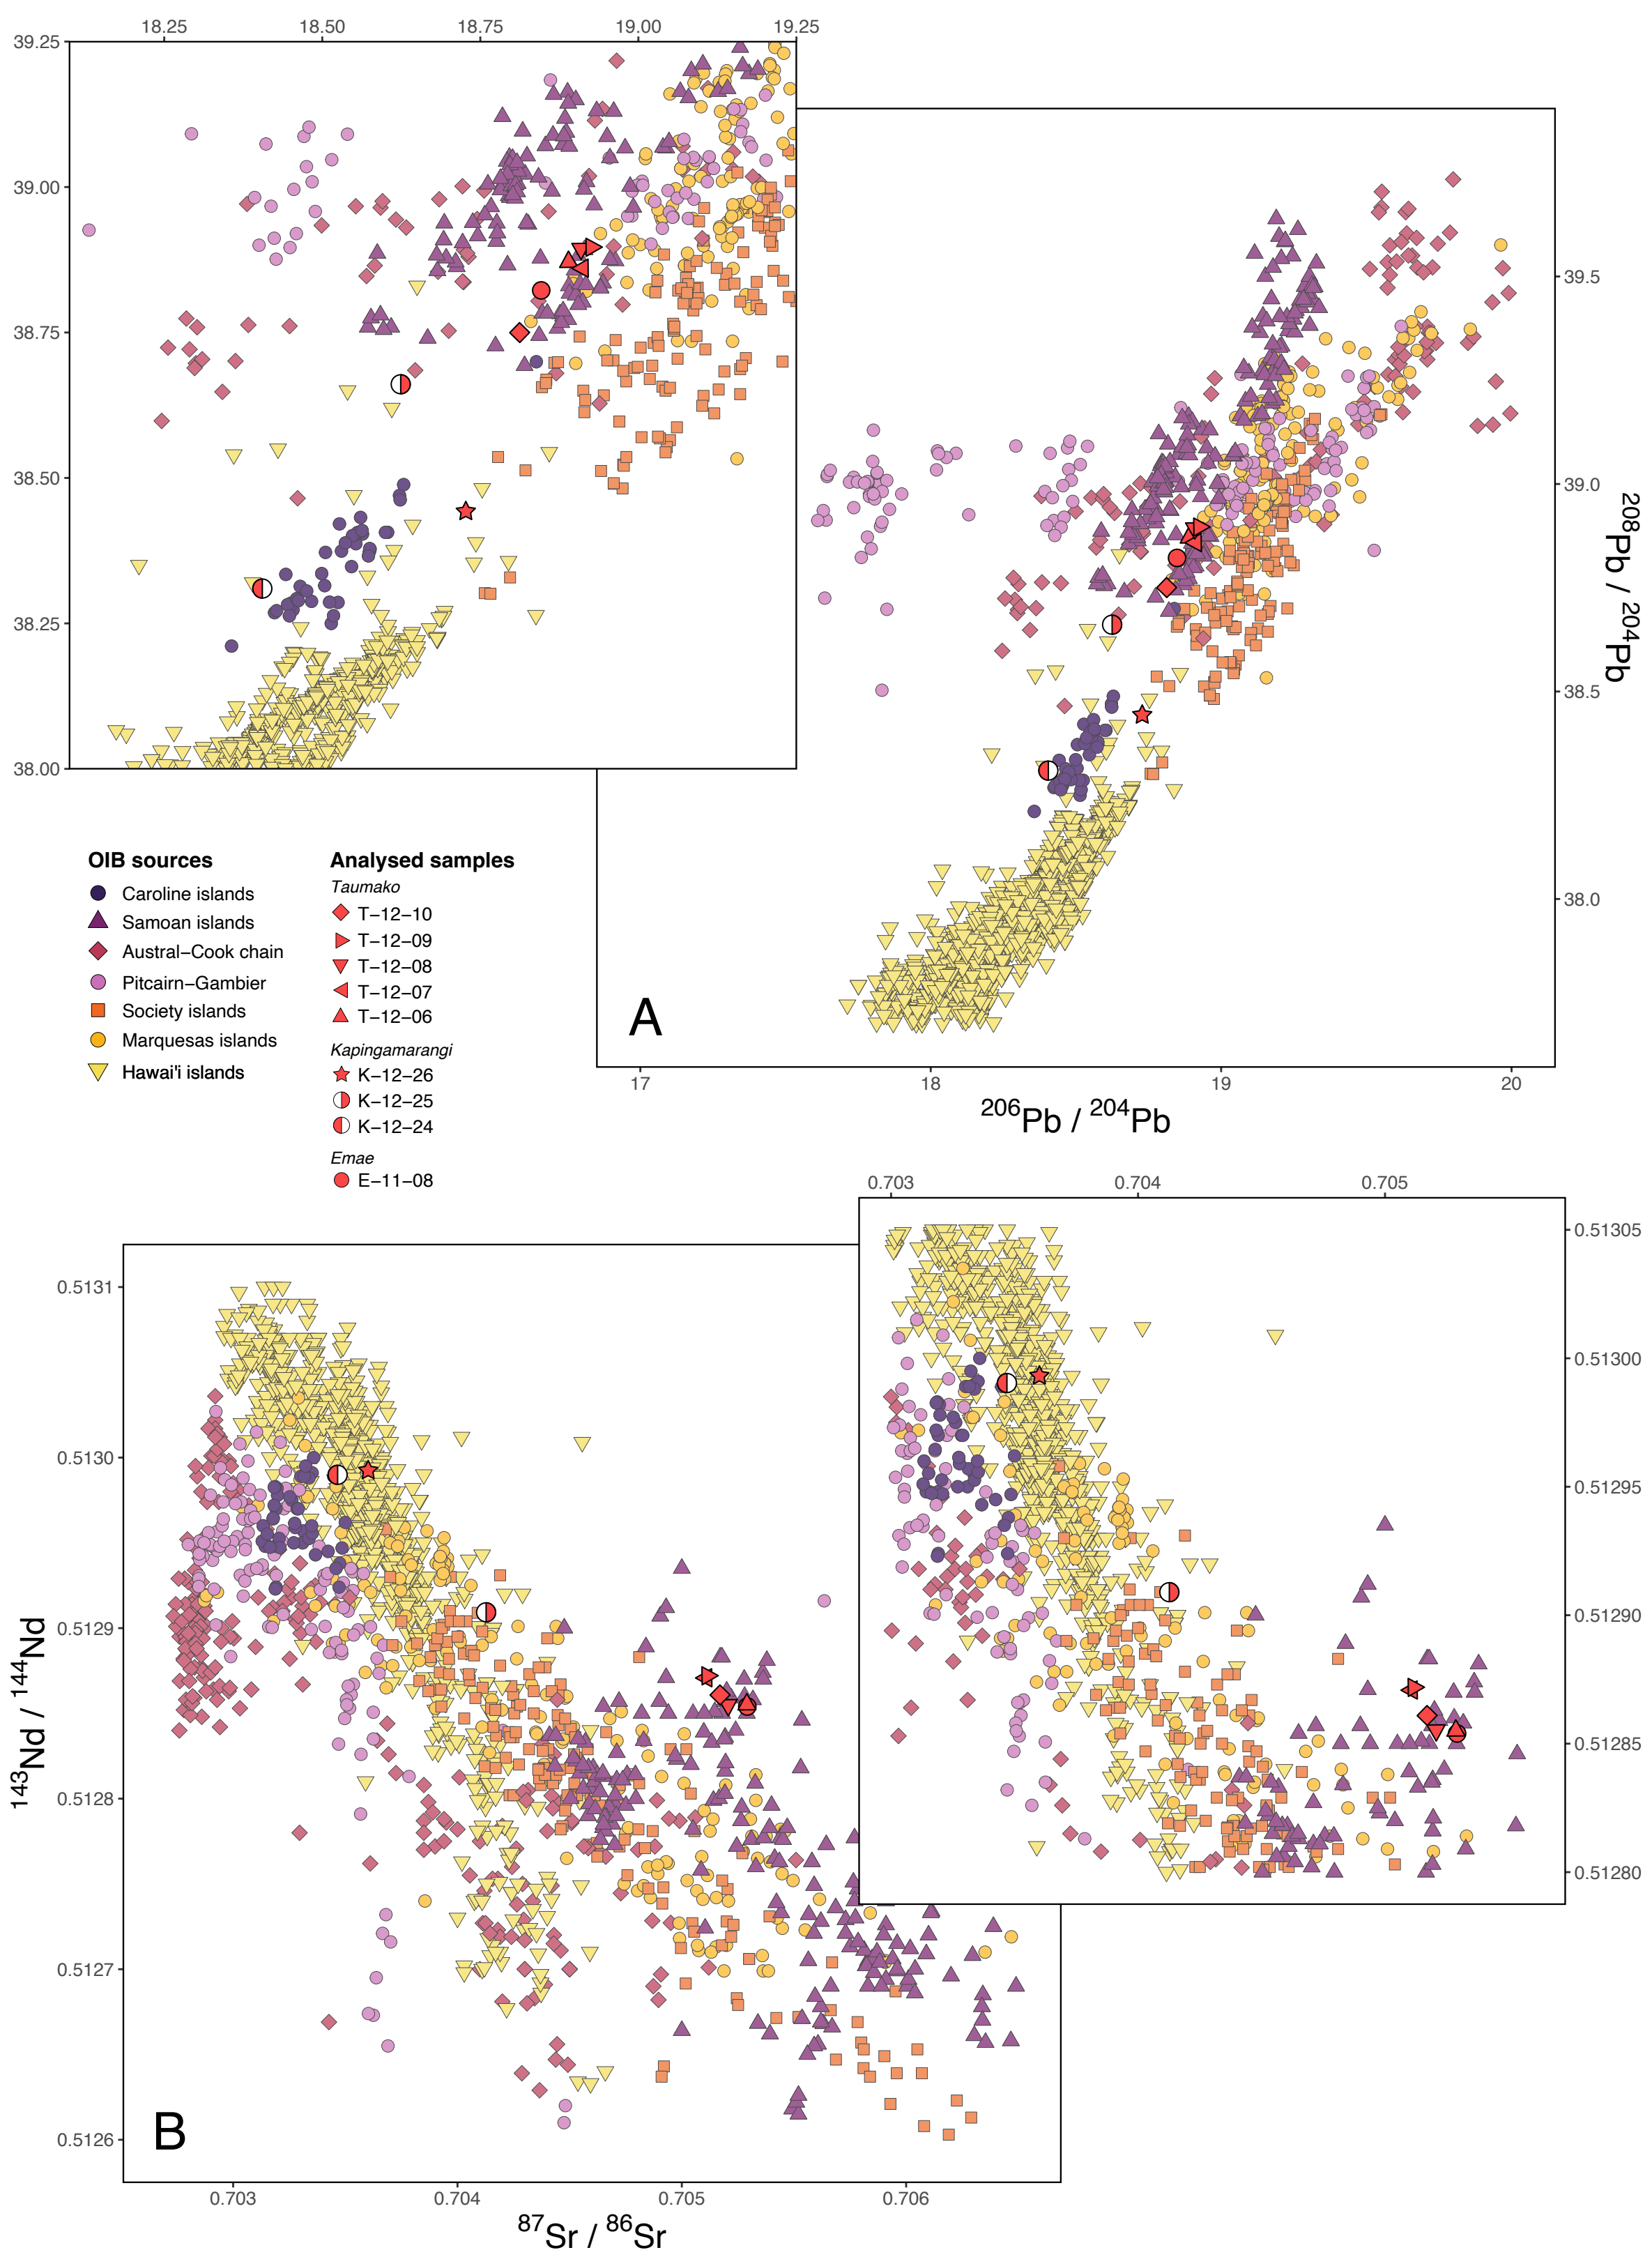 18.25 18.50 18.75 19.00 19.25
39.25
39.00
38.75
38.50
38.25
38.00
39.5
39.0
38.5
38.0
208Pb / 204Pb
A
17 18 19 20
206Pb / 204Pb
OIB sources
Caroline islands
Samoan islands
Austral−Cook chain
Pitcairn−Gambier
Society islands
Marquesas islands
Hawai'i islands
Analysed samples
Taumako
T−12−10
T−12−09
T−12−08
T−12−07
T−12−06
Kapingamarangi
K−12−26
K−12−25
K−12−24
Emae
E−11−08
0.703 0.704 0.705
0.51305
0.51300
0.51295
0.51290
0.51285
0.51280
0.5131
0.5130
0.5129
0.5128
0.5127
0.5126
143Nd / 144Nd
B
0.703 0.704 0.705 0.706
87Sr / 86Sr